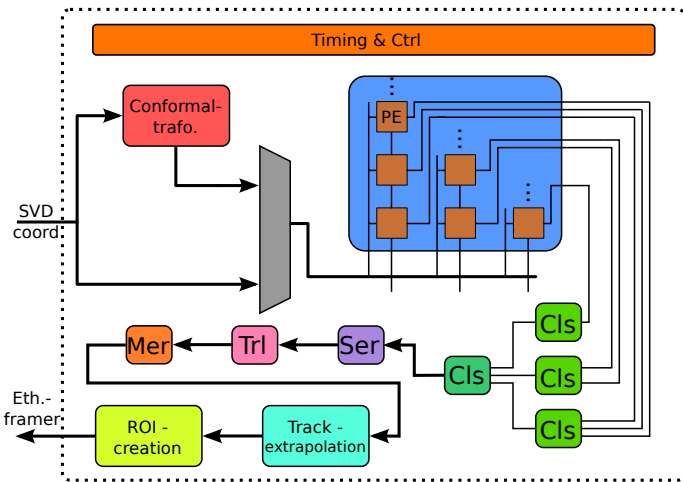 Timing & Ctrl
Conformal-
trafo.
PE
SVD
coord
Cls
Mer
Trl
Ser
Cls
Cls
Cls
Eth.-
framer
ROI -
creation
Track -
extrapolation